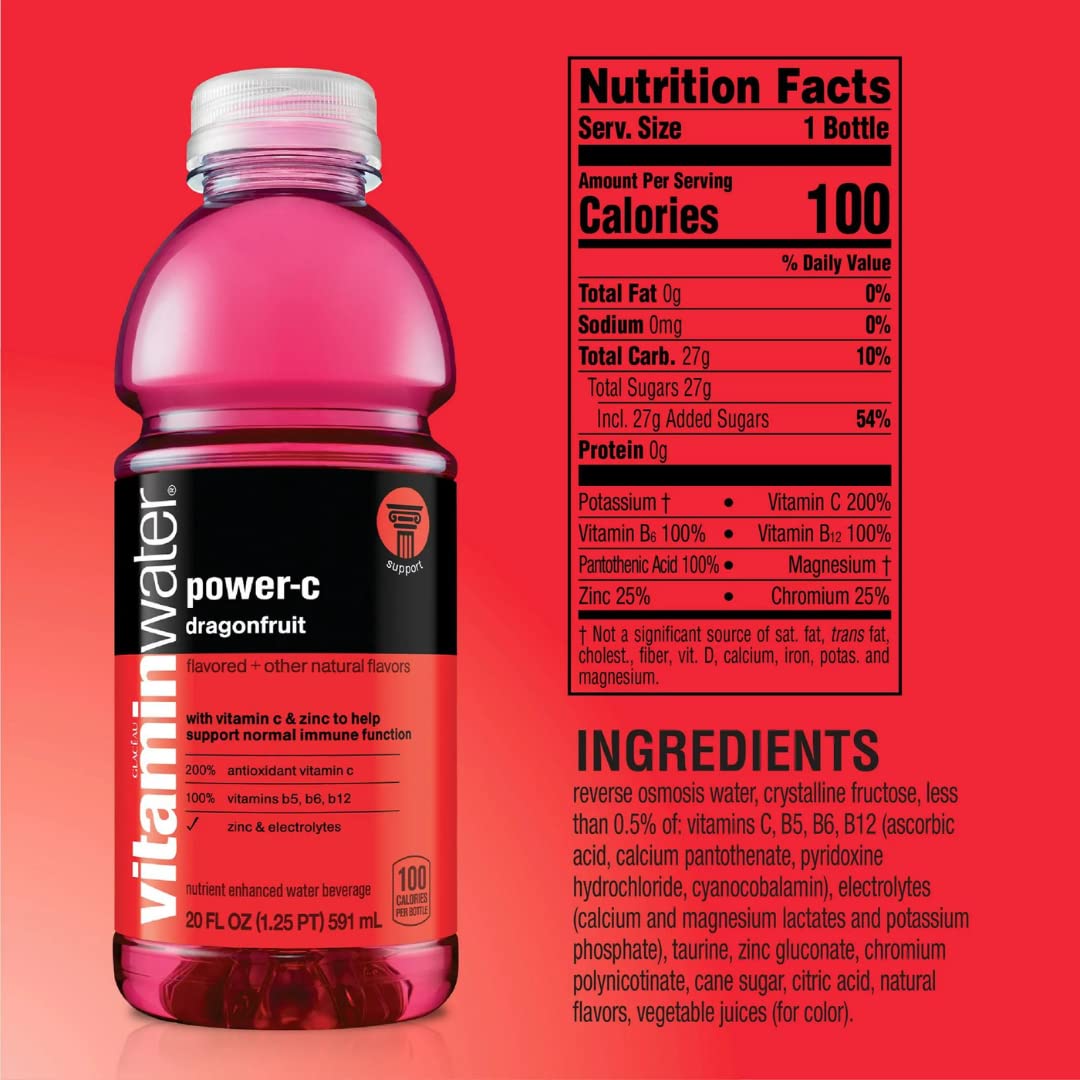 GLACÉAU
vitaminwater®
support
power-c
dragonfruit
flavored + other natural flavors
with vitamin c & zinc to help
support normal immune function
200% antioxidant vitamin c
100% vitamins b5, b6, b12
✓ zinc & electrolytes
nutrient enhanced water beverage
20 FL OZ (1.25 PT) 591 mL
100
CALORIES
PER BOTTLE
Nutrition Facts
Serv. Size 1 Bottle
Amount Per Serving
Calories 100
% Daily Value
Total Fat 0g 0%
Sodium 0mg 0%
Total Carb. 27g 10%
Total Sugars 27g
Incl. 27g Added Sugars 54%
Protein 0g
Potassium † • Vitamin C 200%
Vitamin B₆ 100% • Vitamin B₁₂ 100%
Pantothenic Acid 100% • Magnesium †
Zinc 25% • Chromium 25%
† Not a significant source of sat. fat, trans fat,
cholest., fiber, vit. D, calcium, iron, potas. and
magnesium.
INGREDIENTS
reverse osmosis water, crystalline fructose, less
than 0.5% of: vitamins C, B5, B6, B12 (ascorbic
acid, calcium pantothenate, pyridoxine
hydrochloride, cyanocobalamin), electrolytes
(calcium and magnesium lactates and potassium
phosphate), taurine, zinc gluconate, chromium
polynicotinate, cane sugar, citric acid, natural
flavors, vegetable juices (for color).